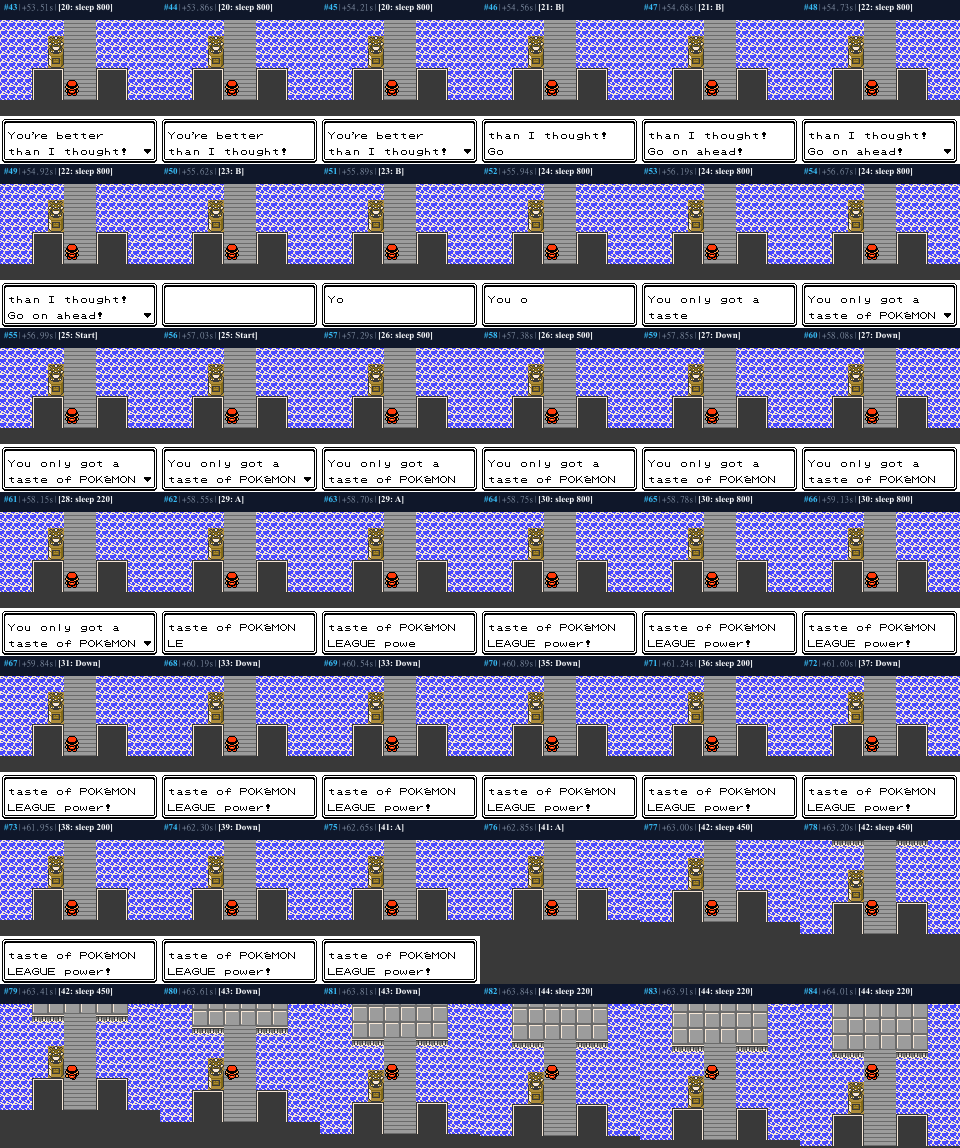 #43|+53.51s| [20: sleep 800]
#44|+53.86s| [20: sleep 800]
#45|+54.21s| [20: sleep 800]
#46|+54.56s| [21: B]
#47|+54.68s| [21: B]
#48|+54.73s| [22: sleep 800]
You're better
than I thought!
You're better
than I thought!
You're better
than I thought!
than I thought!
Go
than I thought!
Go on ahead!
than I thought!
Go on ahead!
#49|+54.92s| [22: sleep 800]
#50|+55.62s| [23: B]
#51|+55.89s| [23: B]
#52|+55.94s| [24: sleep 800]
#53|+56.19s| [24: sleep 800]
#54|+56.67s| [24: sleep 800]
than I thought!
Go on ahead!
Yo
You o
You only got a
taste
You only got a
taste of POKéMON
#55|+56.99s| [25: Start]
#56|+57.03s| [25: Start]
#57|+57.29s| [26: sleep 500]
#58|+57.38s| [26: sleep 500]
#59|+57.85s| [27: Down]
#60|+58.08s| [27: Down]
You only got a
taste of POKéMON
You only got a
taste of POKéMON
You only got a
taste of POKéMON
You only got a
taste of POKéMON
You only got a
taste of POKéMON
You only got a
taste of POKéMON
#61|+58.15s| [28: sleep 220]
#62|+58.55s| [29: A]
#63|+58.70s| [29: A]
#64|+58.75s| [30: sleep 800]
#65|+58.78s| [30: sleep 800]
#66|+59.13s| [30: sleep 800]
You only got a
taste of POKéMON
taste of POKéMON
LE
taste of POKéMON
LEAGUE powe
taste of POKéMON
LEAGUE power!
taste of POKéMON
LEAGUE power!
taste of POKéMON
LEAGUE power!
#67|+59.84s| [31: Down]
#68|+60.19s| [33: Down]
#69|+60.54s| [33: Down]
#70|+60.89s| [35: Down]
#71|+61.24s| [36: sleep 200]
#72|+61.60s| [37: Down]
taste of POKéMON
LEAGUE power!
taste of POKéMON
LEAGUE power!
taste of POKéMON
LEAGUE power!
taste of POKéMON
LEAGUE power!
taste of POKéMON
LEAGUE power!
taste of POKéMON
LEAGUE power!
#73|+61.95s| [38: sleep 200]
#74|+62.30s| [39: Down]
#75|+62.65s| [41: A]
#76|+62.85s| [41: A]
#77|+63.00s| [42: sleep 450]
#78|+63.20s| [42: sleep 450]
taste of POKéMON
LEAGUE power!
taste of POKéMON
LEAGUE power!
taste of POKéMON
LEAGUE power!
#79|+63.41s| [42: sleep 450]
#80|+63.61s| [43: Down]
#81|+63.81s| [43: Down]
#82|+63.84s| [44: sleep 220]
#83|+63.91s| [44: sleep 220]
#84|+64.01s| [44: sleep 220]